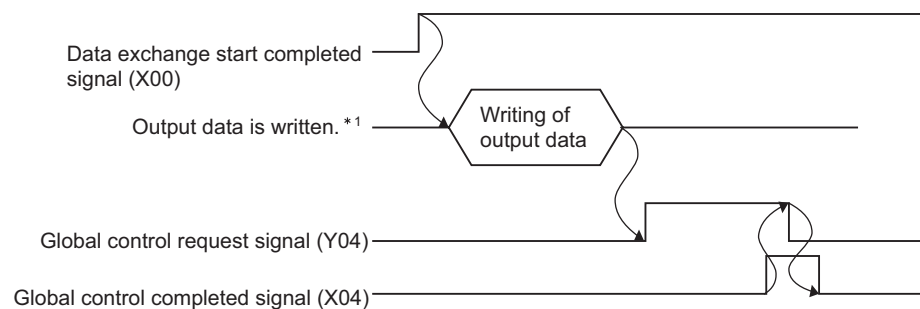 Data exchange start completed
signal (X00)
Output data is written. *1
Writing of
output data
Global control request signal (Y04)
Global control completed signal (X04)